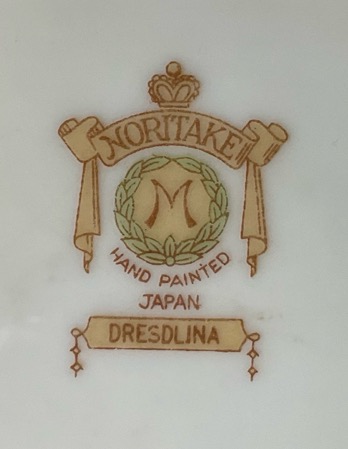 NORITAKE
M
HAND PAINTED
JAPAN
DRESDLINA